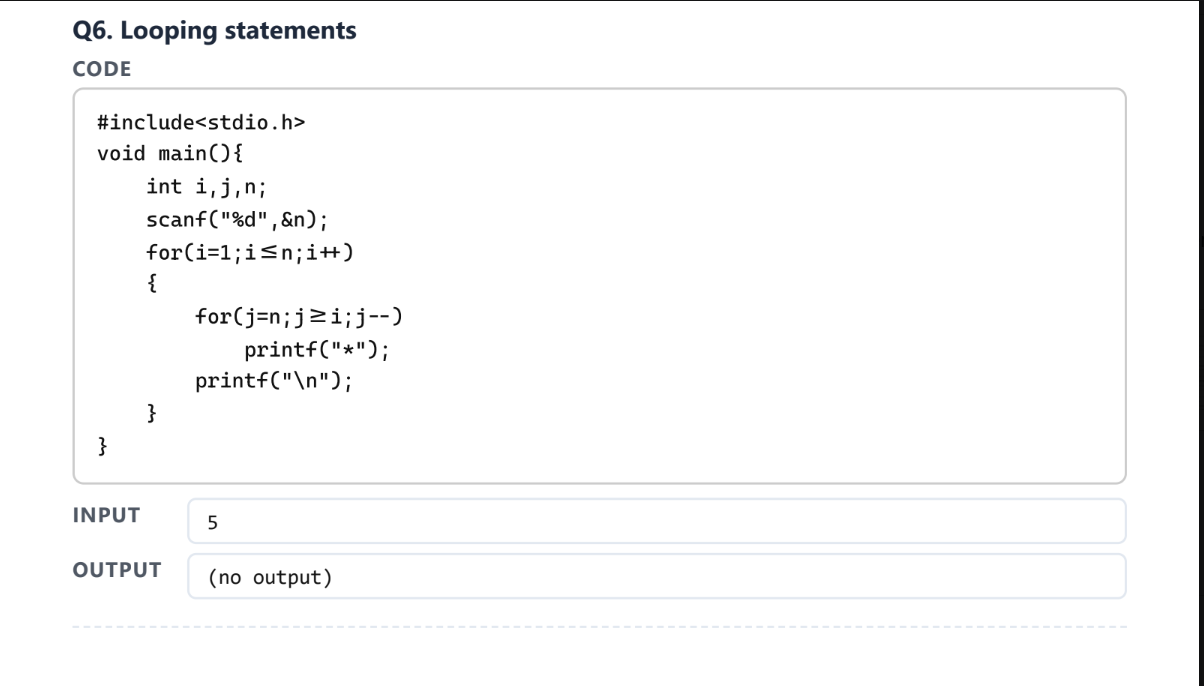 Q6. Looping statements
CODE
#include<stdio.h>
void main(){
    int i,j,n;
    scanf("%d",&n);
    for(i=1;i<=n;i++)
    {
        for(j=n;j>=i;j--)
            printf("*");
        printf("\n");
    }
}
INPUT 5
OUTPUT (no output)